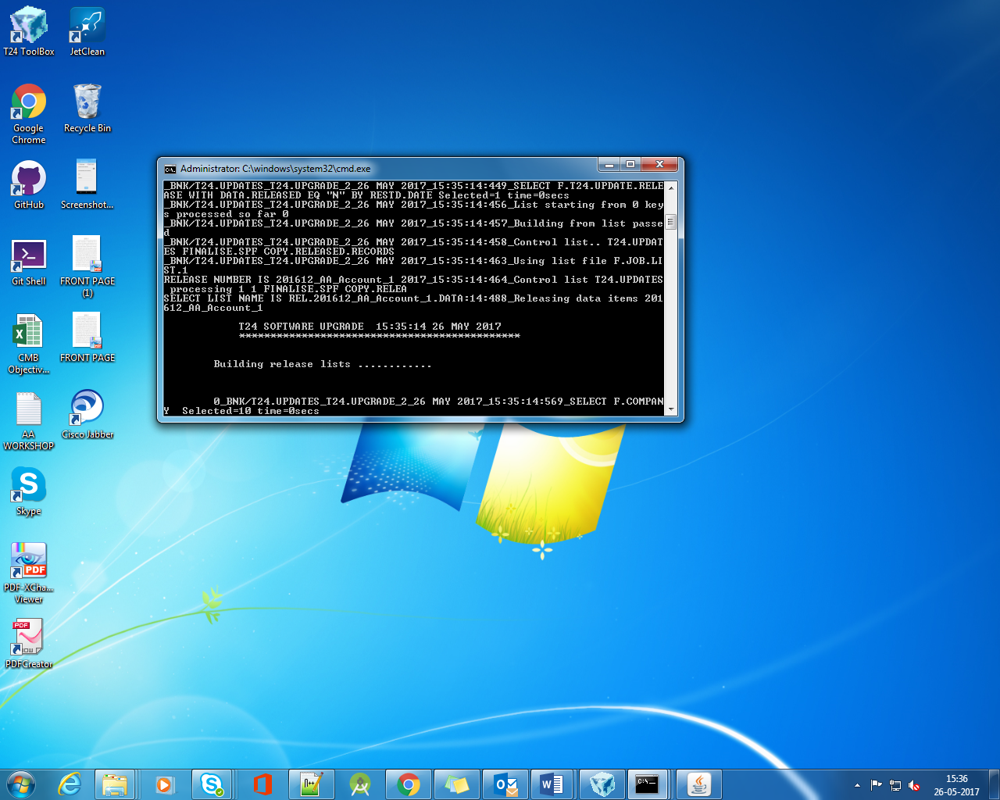 T24 ToolBox
JetClean
Google
Chrome
Recycle Bin
GitHub
Screenshot...
Git Shell
FRONT PAGE
(1)
CMB
Objectiv...
FRONT PAGE
AA
WORKSHOP
Cisco Jabber
Skype
PDF-XCha...
Viewer
PDFCreator
Administrator: C:\windows\system32\cmd.exe
_BNK/T24.UPDATES_T24.UPGRADE_2_26 MAY 2017_15:35:14:449_SELECT F.T24.UPDATE.RELE
ASE WITH DATA.RELEASED EQ "N" BY RESTD.DATE Selected=1 time=0secs
_BNK/T24.UPDATES_T24.UPGRADE_2_26 MAY 2017_15:35:14:456_List starting from 0 key
s processed so far 0
_BNK/T24.UPDATES_T24.UPGRADE_2_26 MAY 2017_15:35:14:457_Building from list passe
d
_BNK/T24.UPDATES_T24.UPGRADE_2_26 MAY 2017_15:35:14:458_Control list.. T24.UPDAT
ES FINALISE.SPF COPY.RELEASED.RECORDS
_BNK/T24.UPDATES_T24.UPGRADE_2_26 MAY 2017_15:35:14:463_Using list file F.JOB.LI
ST.1
RELEASE NUMBER IS 201612_AA_Account_1 2017_15:35:14:464_Control list T24.UPDATES
processing 1 1 FINALISE.SPF COPY.RELEA
SELECT LIST NAME IS REL.201612_AA_Account_1.DATA:14:488_Releasing data items 201
612_AA_Account_1
T24 SOFTWARE UPGRADE  15:35:14 26 MAY 2017
*********************************************
Building release lists ............
0_BNK/T24.UPDATES_T24.UPGRADE_2_26 MAY 2017_15:35:14:569_SELECT F.COMPAN
Y  Selected=10 time=0secs
15:36
26-05-2017